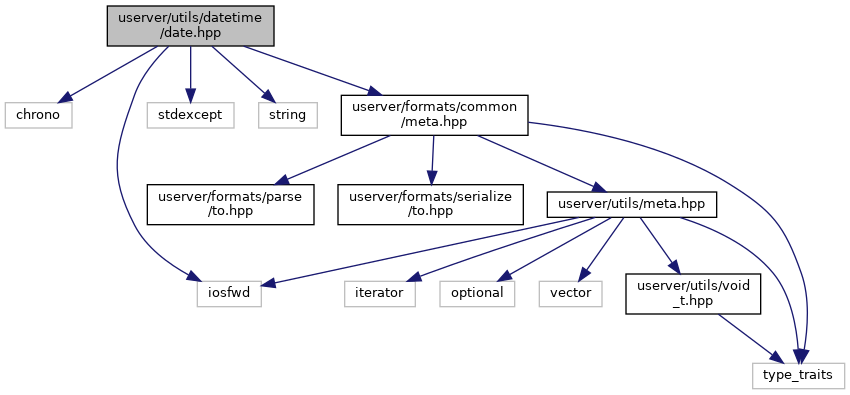 userver/utils/datetime
/date.hpp
chrono
stdexcept
string
userver/formats/common
/meta.hpp
userver/formats/parse
/to.hpp
userver/formats/serialize
/to.hpp
userver/utils/meta.hpp
iosfwd
iterator
optional
vector
userver/utils/void
_t.hpp
type_traits